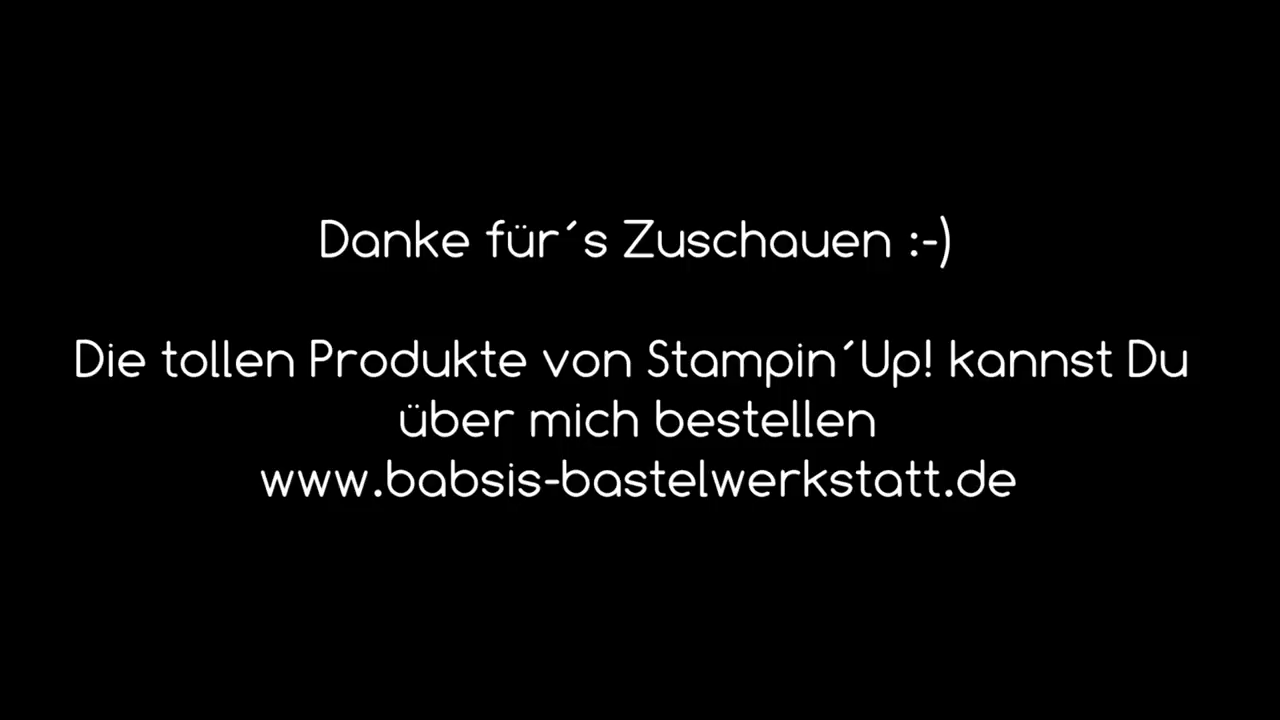 Danke für´s Zuschauen :-)
Die tollen Produkte von Stampin´Up! kannst Du
über mich bestellen
www.babsis-bastelwerkstatt.de